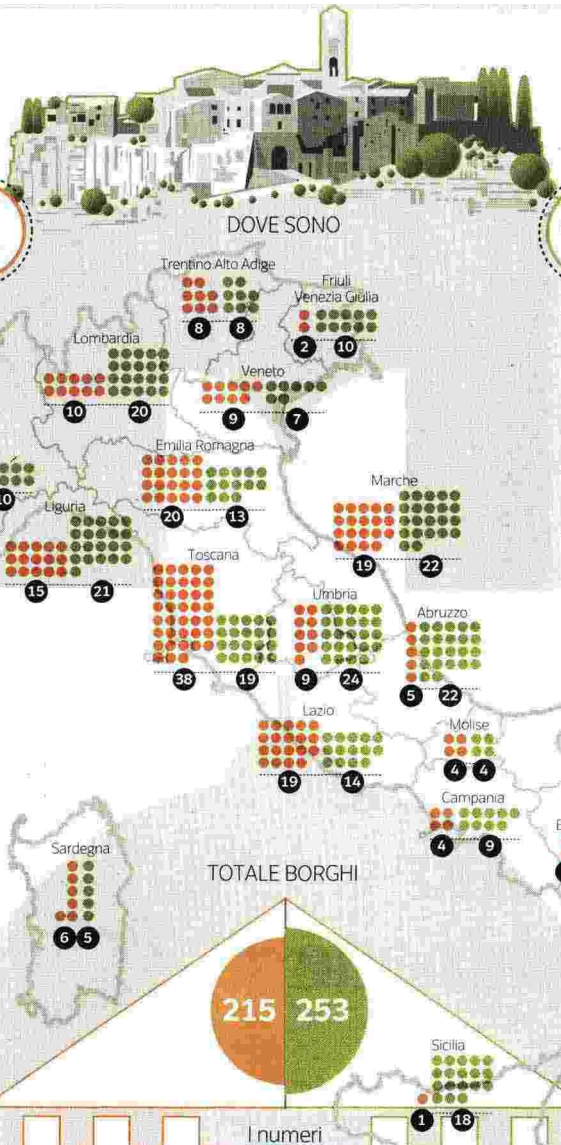 DOVE SONO
Trentino Alto Adige
8 8
Friuli
Venezia Giulia
2 10
Lombardia
10 20
Veneto
9 7
Emilia Romagna
20 13
10
Liguria
15 21
Marche
19 22
Toscana
38 19
Umbria
9 24
Abruzzo
5 22
Lazio
19 14
Molise
4 4
Campania
4 9
Sardegna
6 5
TOTALE BORGHI
215 253
Sicilia
1 18
I numeri